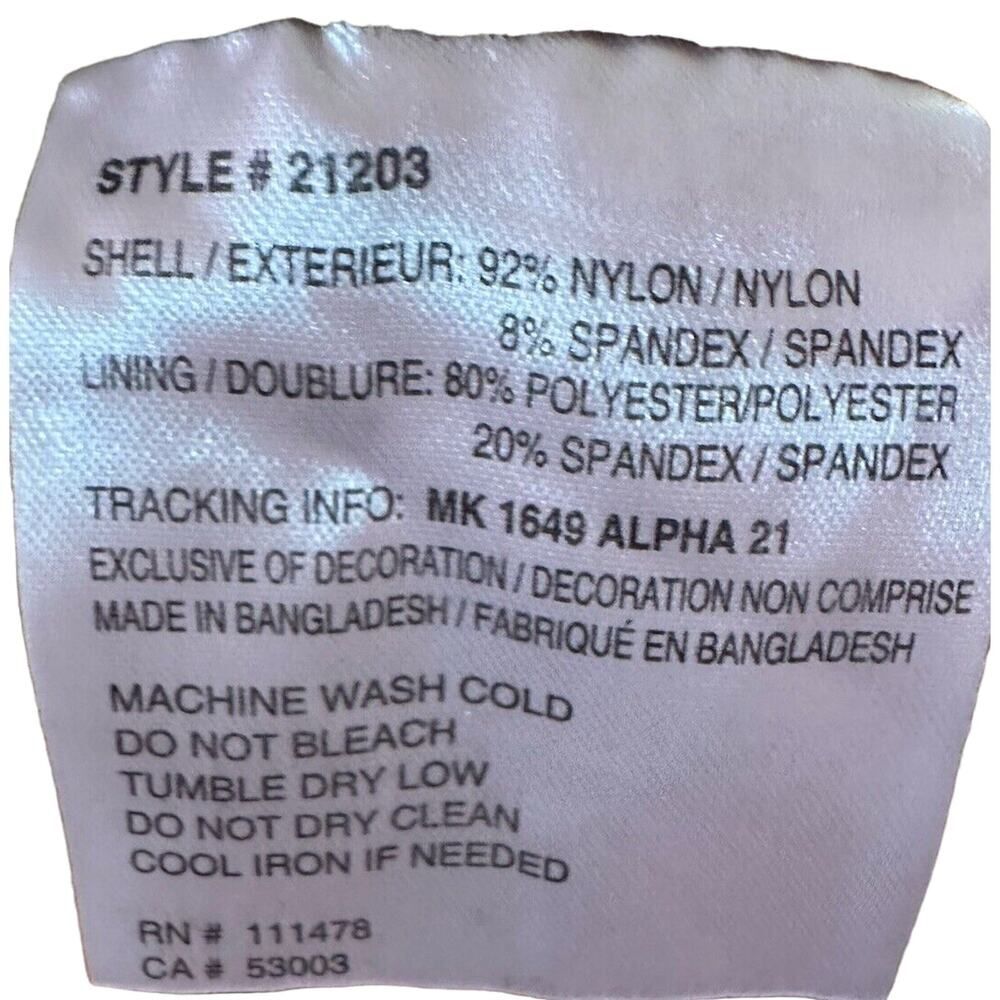 STYLE # 21203
SHELL / EXTERIEUR: 92% NYLON / NYLON
8% SPANDEX / SPANDEX
LINING / DOUBLURE: 80% POLYESTER/POLYESTER
20% SPANDEX / SPANDEX
TRACKING INFO: MK 1649 ALPHA 21
EXCLUSIVE OF DECORATION / DECORATION NON COMPRISE
MADE IN BANGLADESH / FABRIQUÉ EN BANGLADESH
MACHINE WASH COLD
DO NOT BLEACH
TUMBLE DRY LOW
DO NOT DRY CLEAN
COOL IRON IF NEEDED
RN # 111478
CA # 53003